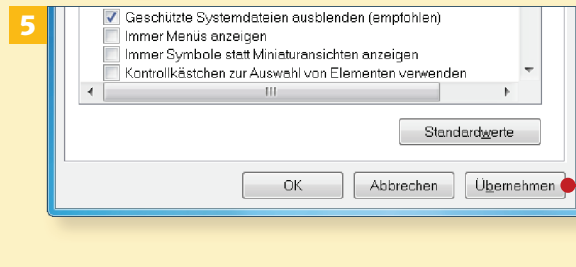 5
Geschützte Systemdateien ausblenden (empfohlen)
Immer Menüs anzeigen
Immer Symbole statt Miniaturansichten anzeigen
Kontrollkästchen zur Auswahl von Elementen verwenden
Standardwerte
OK Abbrechen Übernehmen